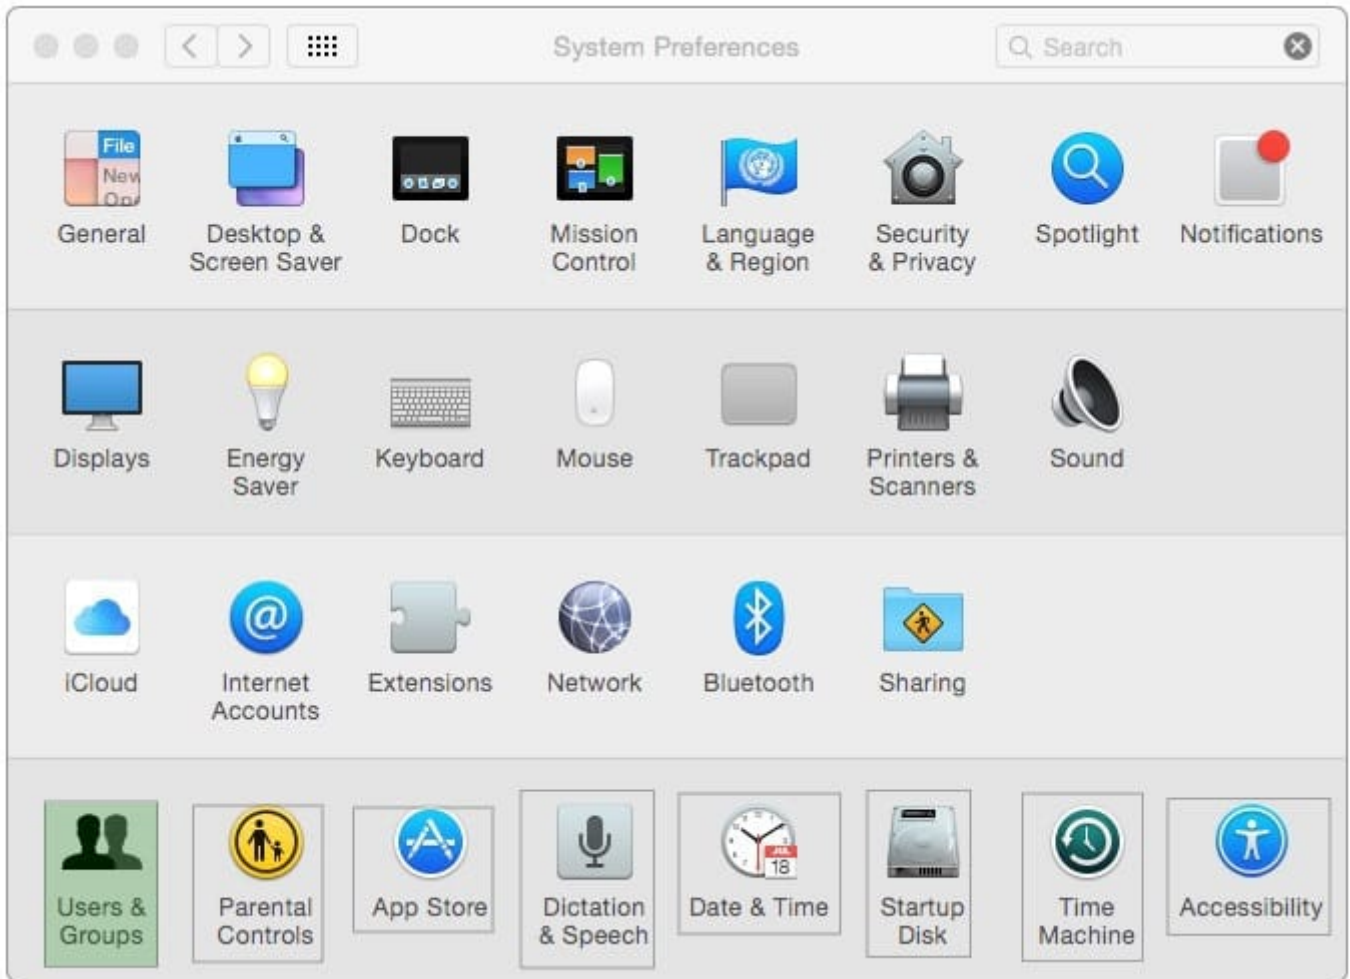 System Preferences
Search
File
New
General
Desktop &
Screen Saver
Dock
Mission
Control
Language
& Region
Security
& Privacy
Spotlight
Notifications
Displays
Energy
Saver
Keyboard
Mouse
Trackpad
Printers &
Scanners
Sound
iCloud
@
Internet
Accounts
Extensions
Network
Bluetooth
Sharing
JUL
18
Users &
Groups
Parental
Controls
App Store
Dictation
& Speech
Date & Time
Startup
Disk
Time
Machine
Accessibility